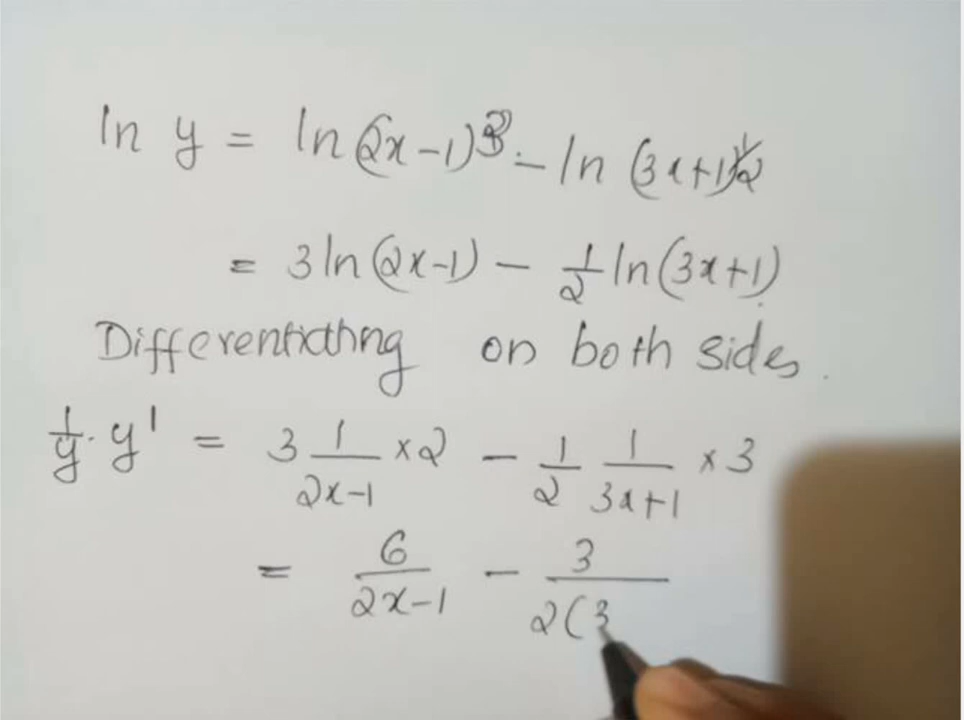 ln y = ln(2x-1)³ - ln(3x+1)^½
= 3ln(2x-1) - 1/2 ln(3x+1)
Differentiating on both sides.
1/y · y' = 3 1/(2x-1) ×2 - 1/2 1/(3x+1) ×3
= 6/(2x-1) - 3/(2(3